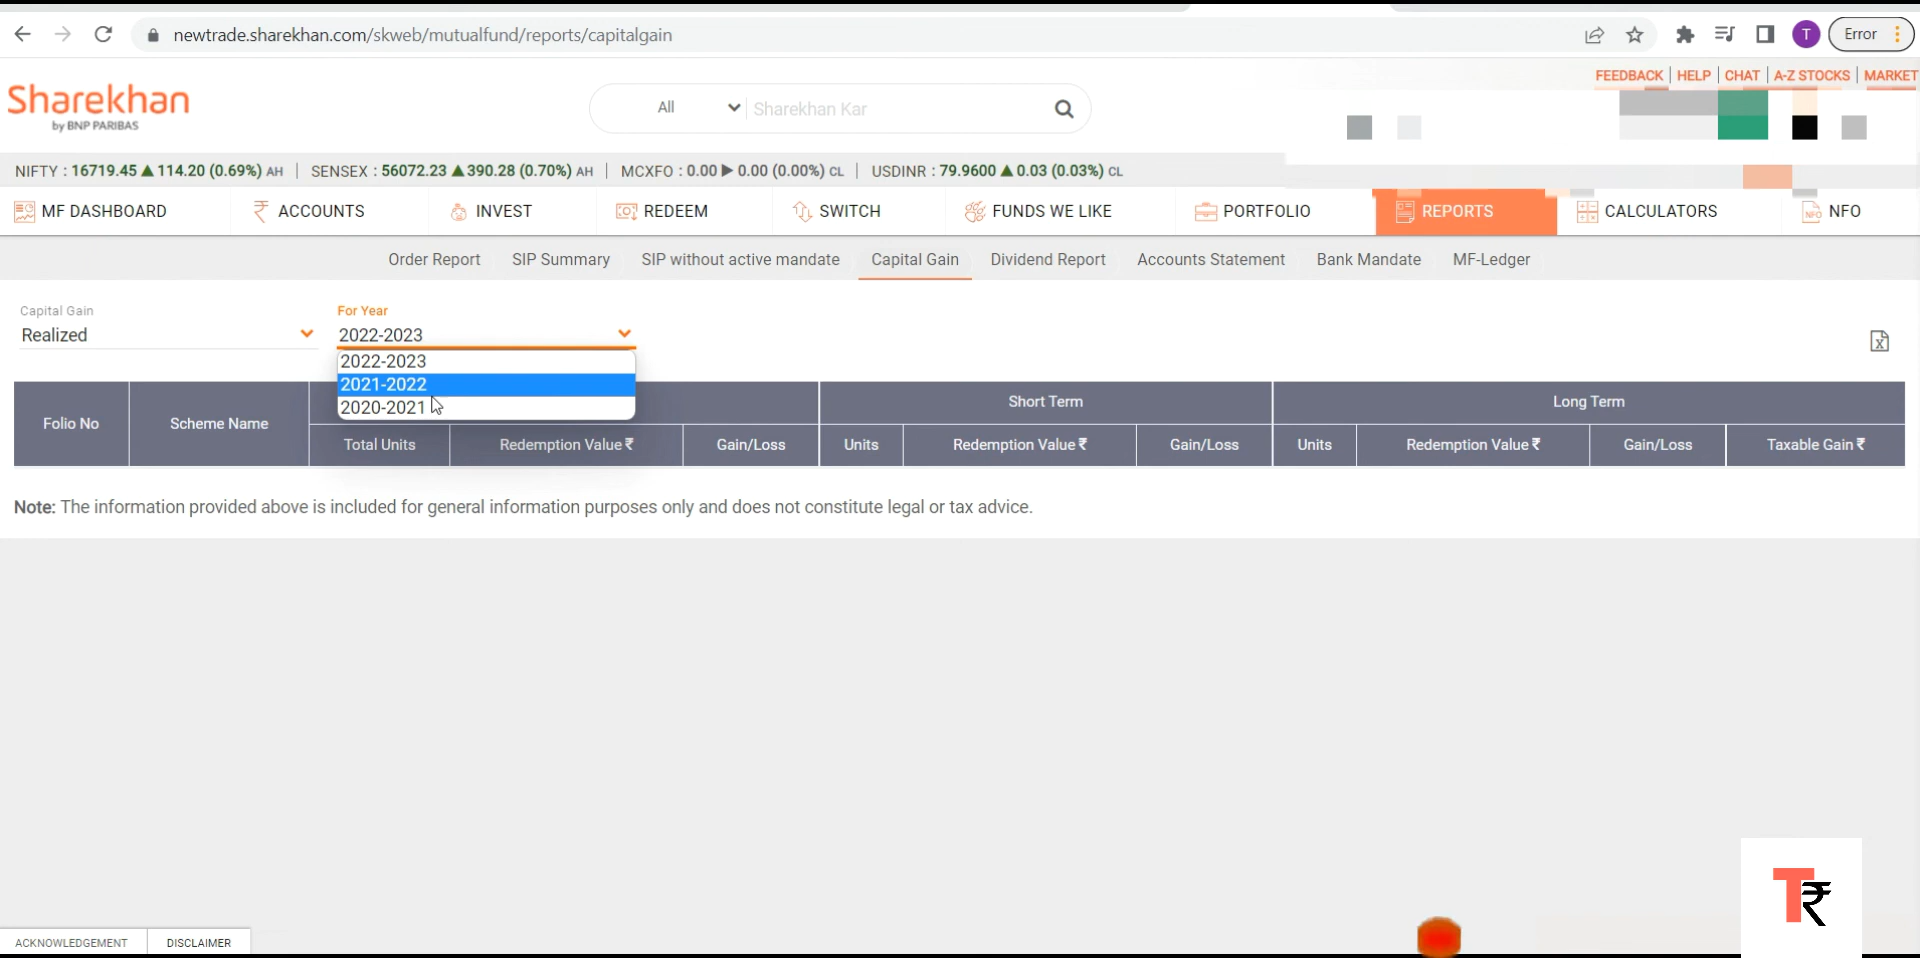 newtrade.sharekhan.com/skweb/mutualfund/reports/capitalgain
T
Error
FEEDBACK | HELP | CHAT | A-Z STOCKS | MARKET
Sharekhan
by BNP PARIBAS
All
Sharekhan Kar
NIFTY : 16719.45 ▲ 114.20 (0.69%) AH | SENSEX : 56072.23 ▲ 390.28 (0.70%) AH | MCXFO : 0.00 ▶ 0.00 (0.00%) CL | USDINR : 79.9600 ▲ 0.03 (0.03%) CL
MF DASHBOARD ₹ ACCOUNTS INVEST REDEEM SWITCH FUNDS WE LIKE PORTFOLIO REPORTS CALCULATORS NFO NFO
Order Report SIP Summary SIP without active mandate Capital Gain Dividend Report Accounts Statement Bank Mandate MF-Ledger
Capital Gain For Year
Realized 2022-2023
2022-2023
2021-2022
2020-2021
Folio No Scheme Name Short Term Long Term
Total Units Redemption Value ₹ Gain/Loss Units Redemption Value ₹ Gain/Loss Units Redemption Value ₹ Gain/Loss Taxable Gain ₹
Note: The information provided above is included for general information purposes only and does not constitute legal or tax advice.
T₹
ACKNOWLEDGEMENT DISCLAIMER